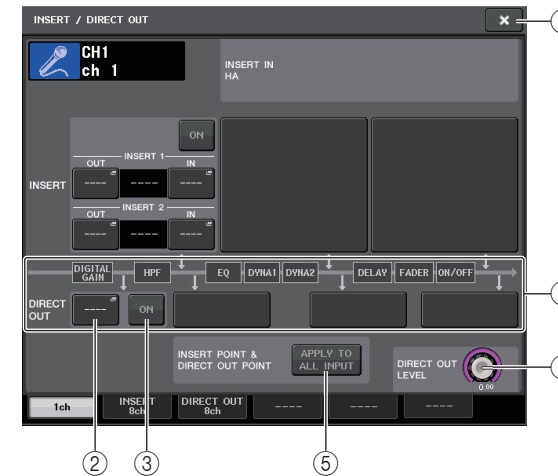 INSERT / DIRECT OUT
×
CH1
ch 1
INSERT IN
HA
ON
INSERT 1
OUT
IN
INSERT
----
----
----
INSERT 2
OUT
IN
----
----
----
DIGITAL GAIN
HPF
EQ
DYNA1
DYNA2
DELAY
FADER
ON/OFF
DIRECT OUT
----
ON
INSERT POINT &
DIRECT OUT POINT
APPLY TO
ALL INPUT
DIRECT OUT
LEVEL
0.00
1ch
INSERT
8ch
DIRECT OUT
8ch
----
----
----
②
③
⑤